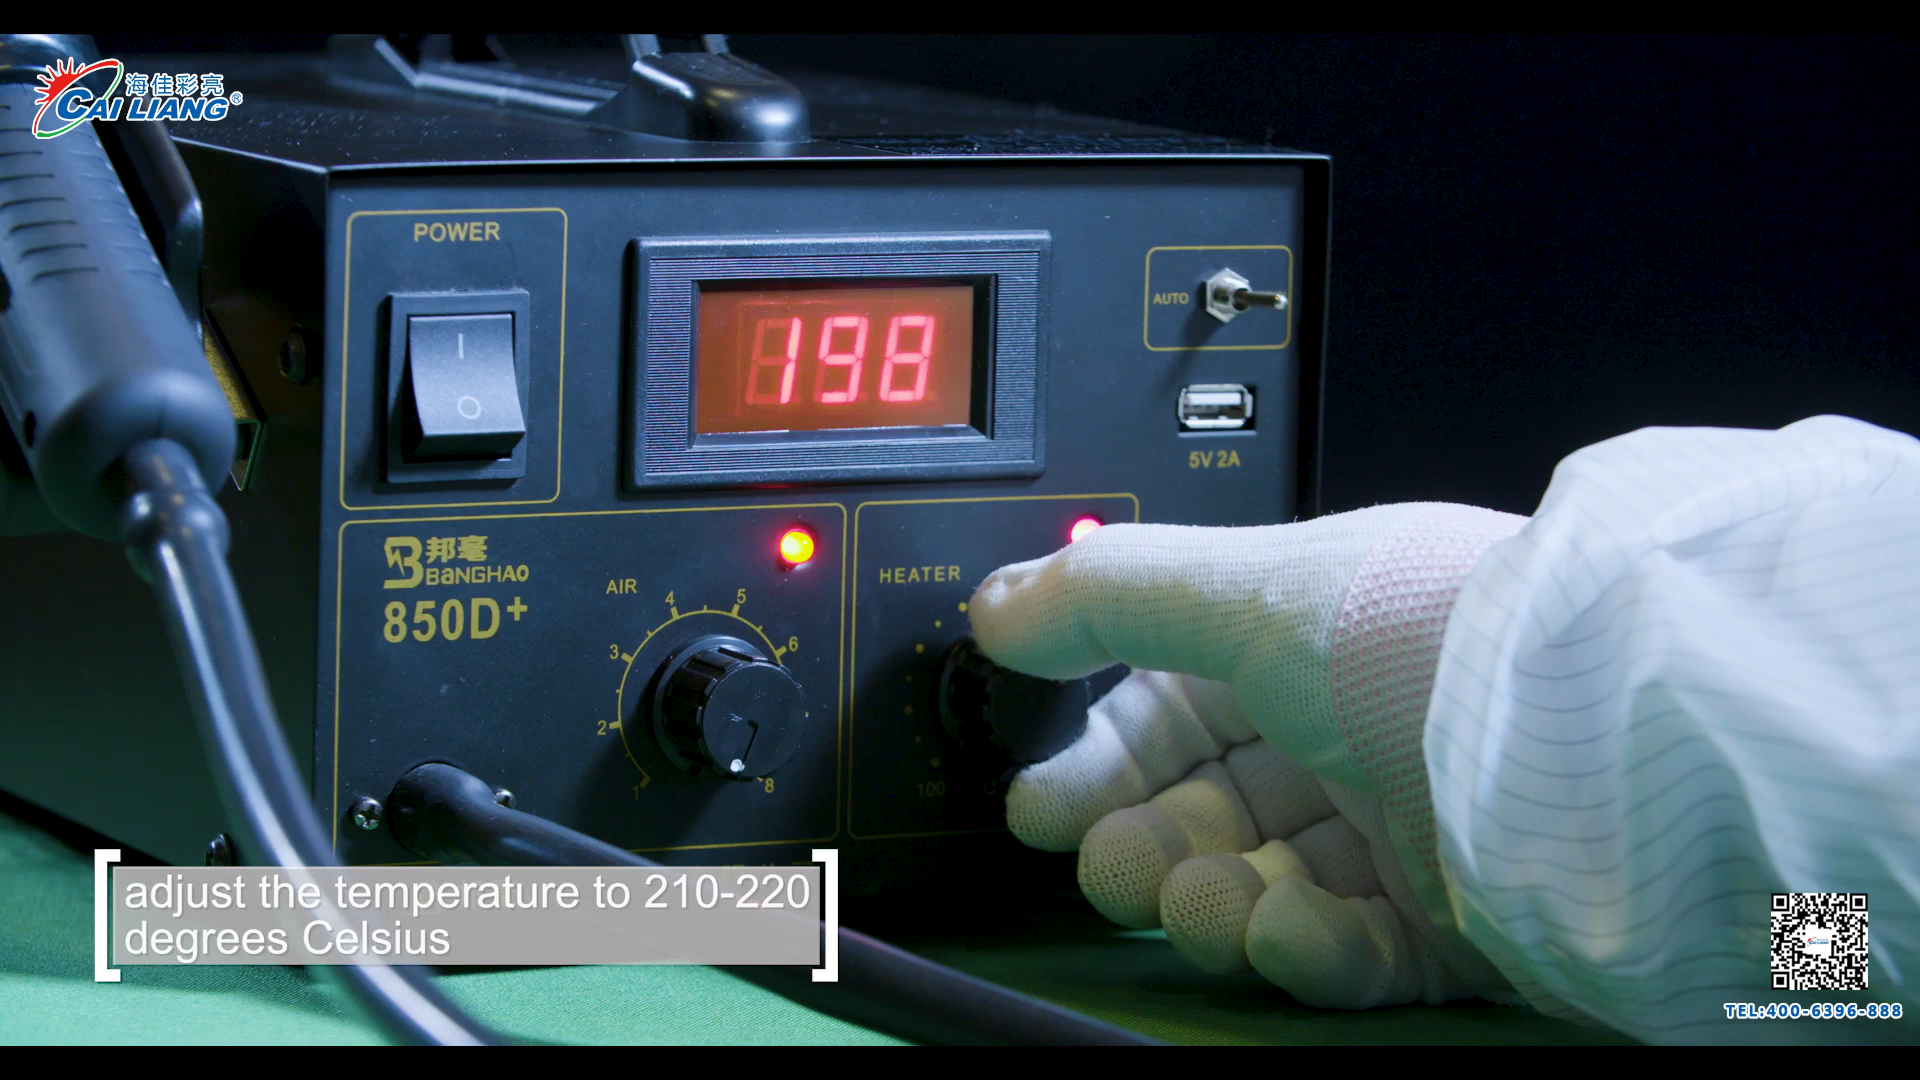 海佳彩亮
CAI LIANG®
POWER
198
AUTO
5V 2A
邦毫
BANGHAO
850D+
AIR
1
2
3
4
5
6
8
HEATER
100
adjust the temperature to 210-220
degrees Celsius
TEL:400-6396-888